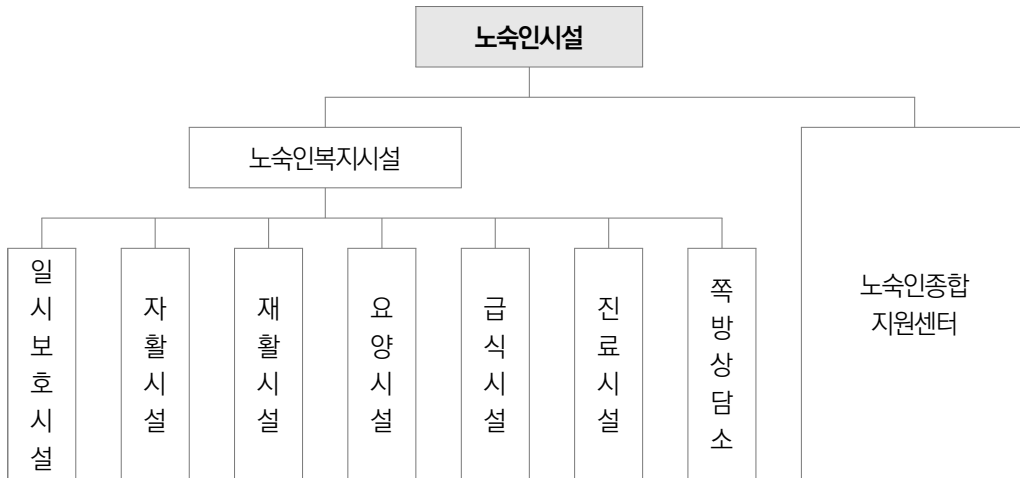 노숙인시설
노숙인복지시설
일시보호시설
자활시설
재활시설
요양시설
급식시설
진료시설
쪽방상담소
노숙인종합
지원센터